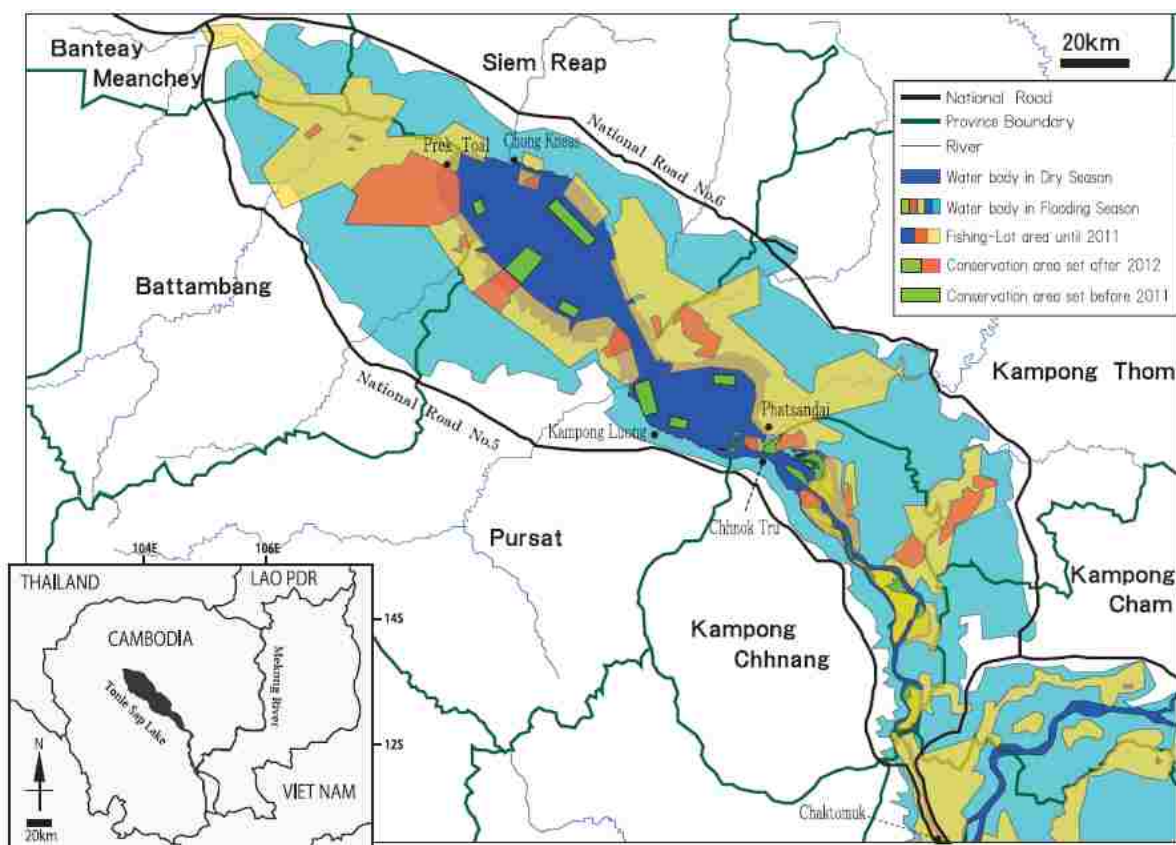 Banteay
Meanchey
Siem Reap
20km
National Road
Province Boundary
River
Water body in Dry Season
Water body in Flooding Season
Fishing-Lot area until 2011
Conservation area set after 2012
Conservation area set before 2011
National Road No.6
Prek Toal
Chong Kneas
Battambang
National Road No.5
Kampong Thom
Phatsandai
Kampong Luong
Chhnok Tru
Pursat
Kampong
Cham
Kampong
Chhnang
Chaktomuk
104E
106E
THAILAND
LAO PDR
CAMBODIA
14S
Mekong River
Tonle Sap Lake
12S
N
VIET NAM
20km